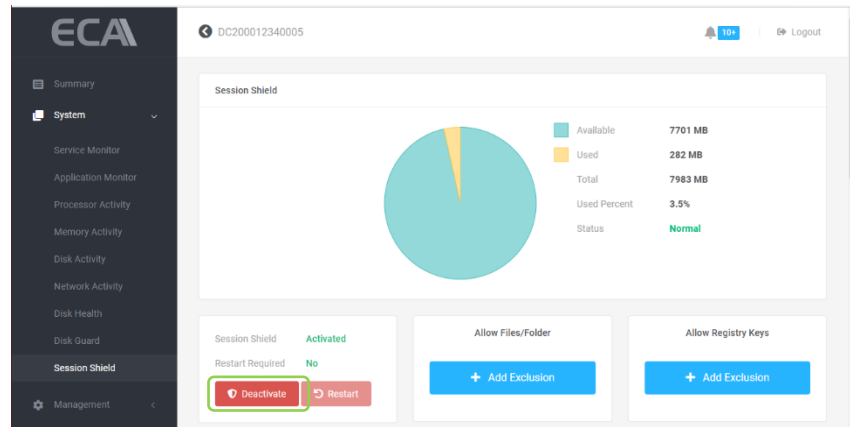 ECA
DC200012340005
10+
Logout
Summary
System
Service Monitor
Application Monitor
Processor Activity
Memory Activity
Disk Activity
Network Activity
Disk Health
Disk Guard
Session Shield
Management
Session Shield
Available 7701 MB
Used 282 MB
Total 7983 MB
Used Percent 3.5%
Status Normal
Session Shield Activated
Restart Required No
Deactivate Restart
Allow Files/Folder
+ Add Exclusion
Allow Registry Keys
+ Add Exclusion